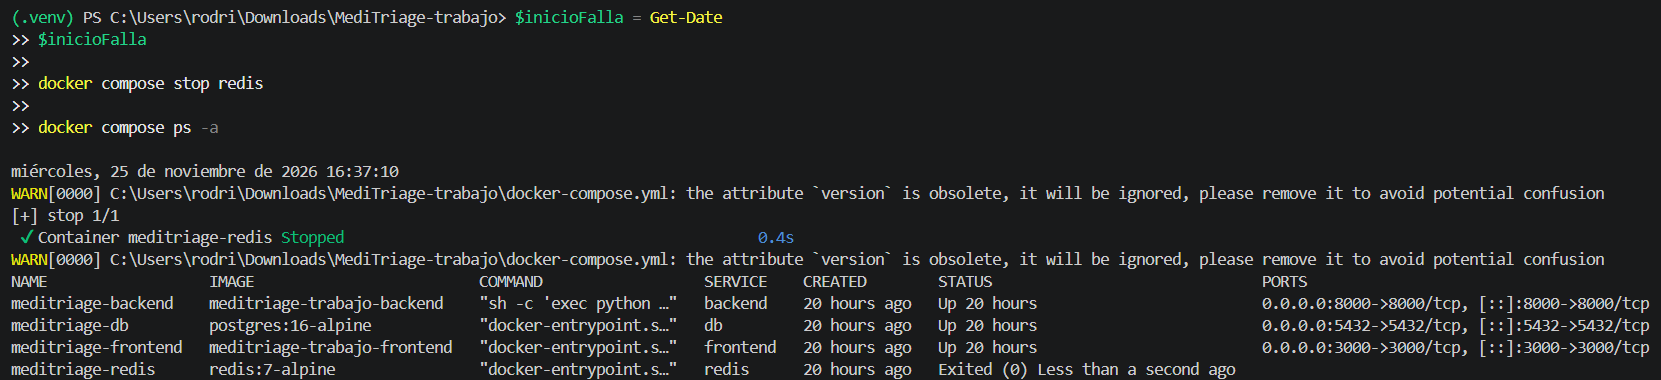 (.venv) PS C:\Users\rodri\Downloads\MediTriage-trabajo> $inicioFalla = Get-Date
>> $inicioFalla
>>
>> docker compose stop redis
>>
>> docker compose ps -a
miércoles, 25 de noviembre de 2026 16:37:10
WARN[0000] C:\Users\rodri\Downloads\MediTriage-trabajo\docker-compose.yml: the attribute `version` is obsolete, it will be ignored, please remove it to avoid potential confusion
[+] stop 1/1
✔ Container meditriage-redis Stopped 0.4s
WARN[0000] C:\Users\rodri\Downloads\MediTriage-trabajo\docker-compose.yml: the attribute `version` is obsolete, it will be ignored, please remove it to avoid potential confusion
NAME IMAGE COMMAND SERVICE CREATED STATUS PORTS
meditriage-backend meditriage-trabajo-backend "sh -c 'exec python …" backend 20 hours ago Up 20 hours 0.0.0.0:8000->8000/tcp, [::]:8000->8000/tcp
meditriage-db postgres:16-alpine "docker-entrypoint.s…" db 20 hours ago Up 20 hours 0.0.0.0:5432->5432/tcp, [::]:5432->5432/tcp
meditriage-frontend meditriage-trabajo-frontend "docker-entrypoint.s…" frontend 20 hours ago Up 20 hours 0.0.0.0:3000->3000/tcp, [::]:3000->3000/tcp
meditriage-redis redis:7-alpine "docker-entrypoint.s…" redis 20 hours ago Exited (0) Less than a second ago